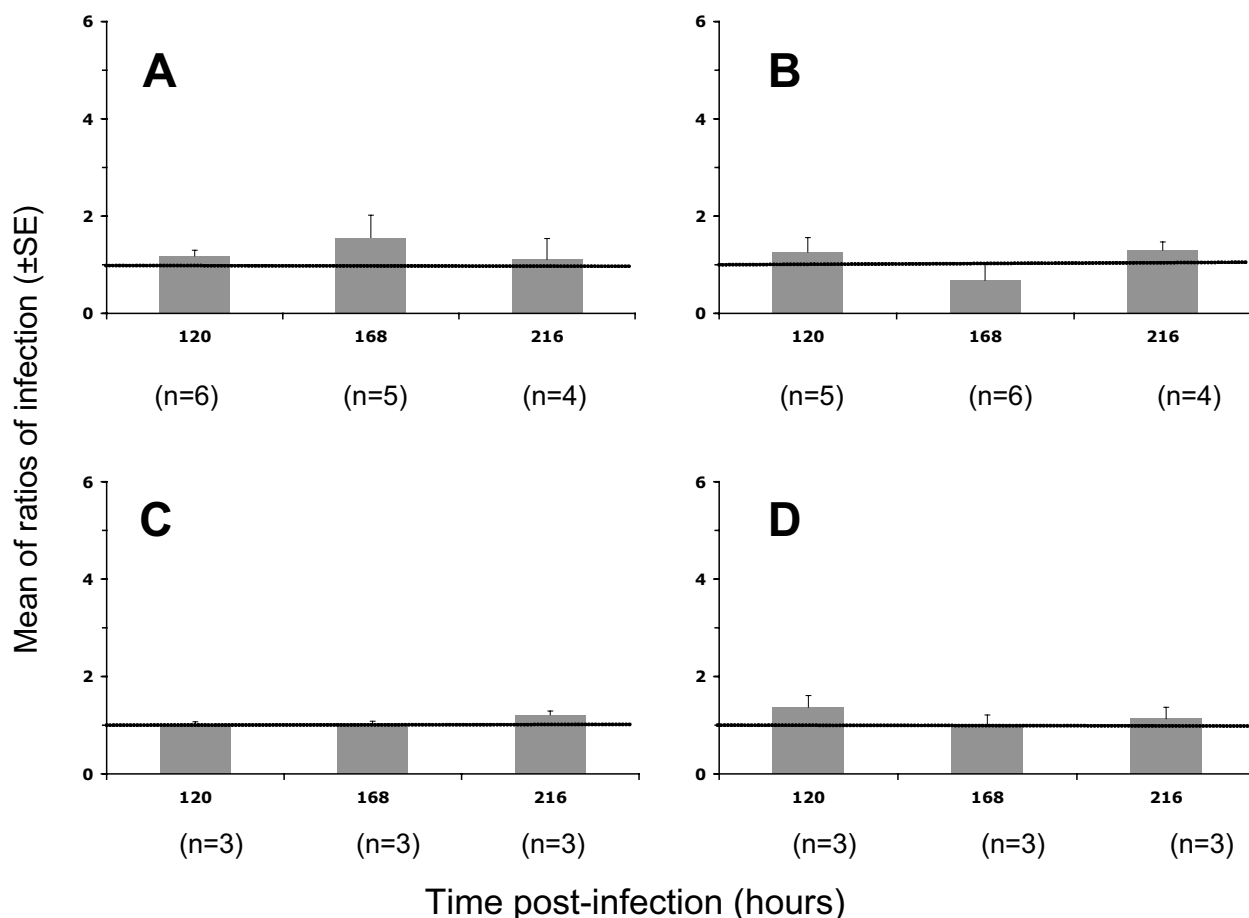 Mean of ratios of infection (±SE)
A
6
4
2
0
120 168 216
(n=6) (n=5) (n=4)
B
6
4
2
0
120 168 216
(n=5) (n=6) (n=4)
C
6
4
2
0
120 168 216
(n=3) (n=3) (n=3)
D
6
4
2
0
120 168 216
(n=3) (n=3) (n=3)
Time post-infection (hours)